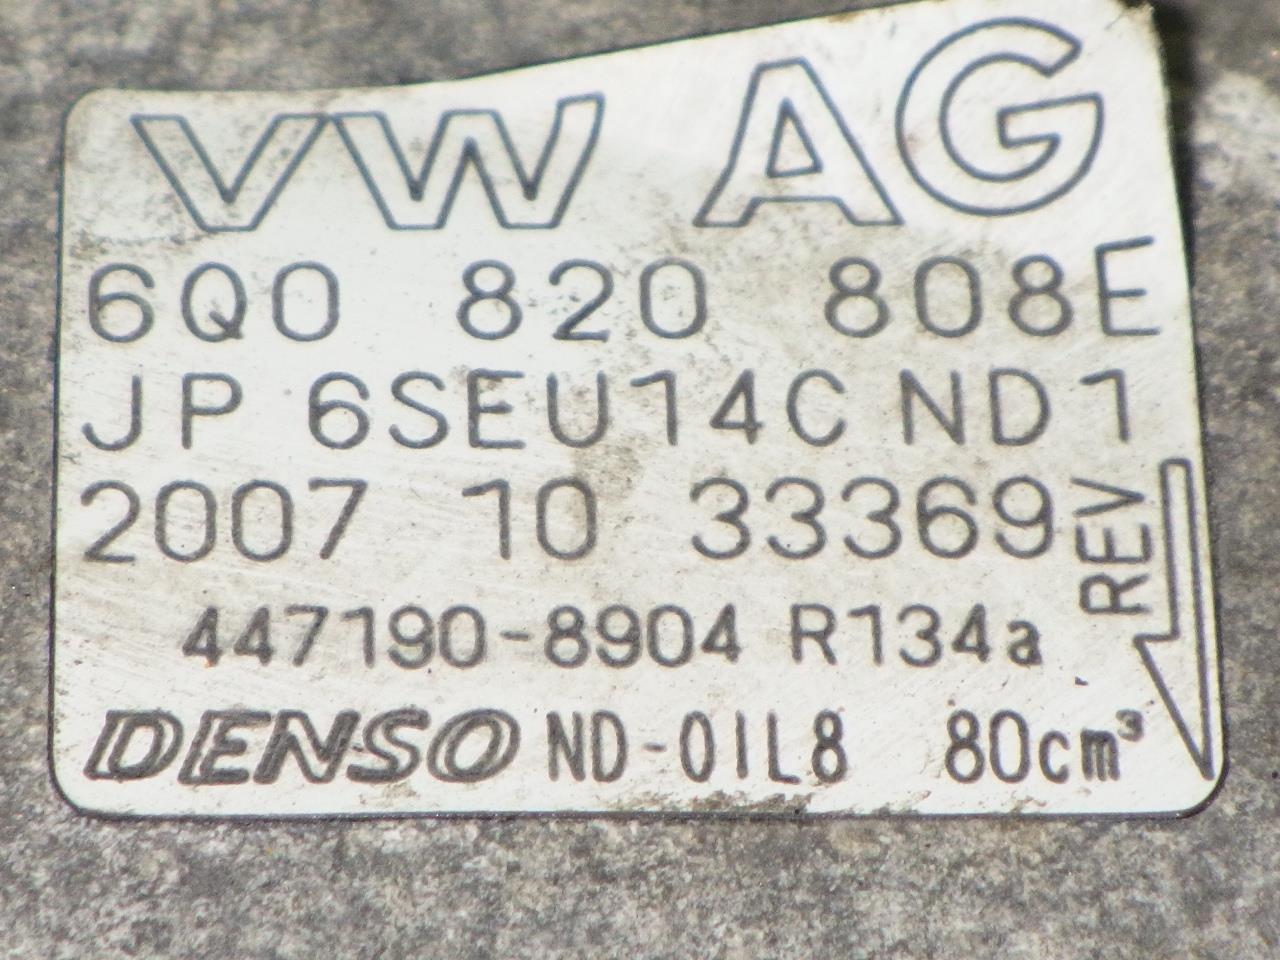 VW AG
6Q0 820 808E
JP 6SEU14C ND1
2007 10 33369
REV
447190-8904 R134a
DENSO ND-OIL8 80cm³